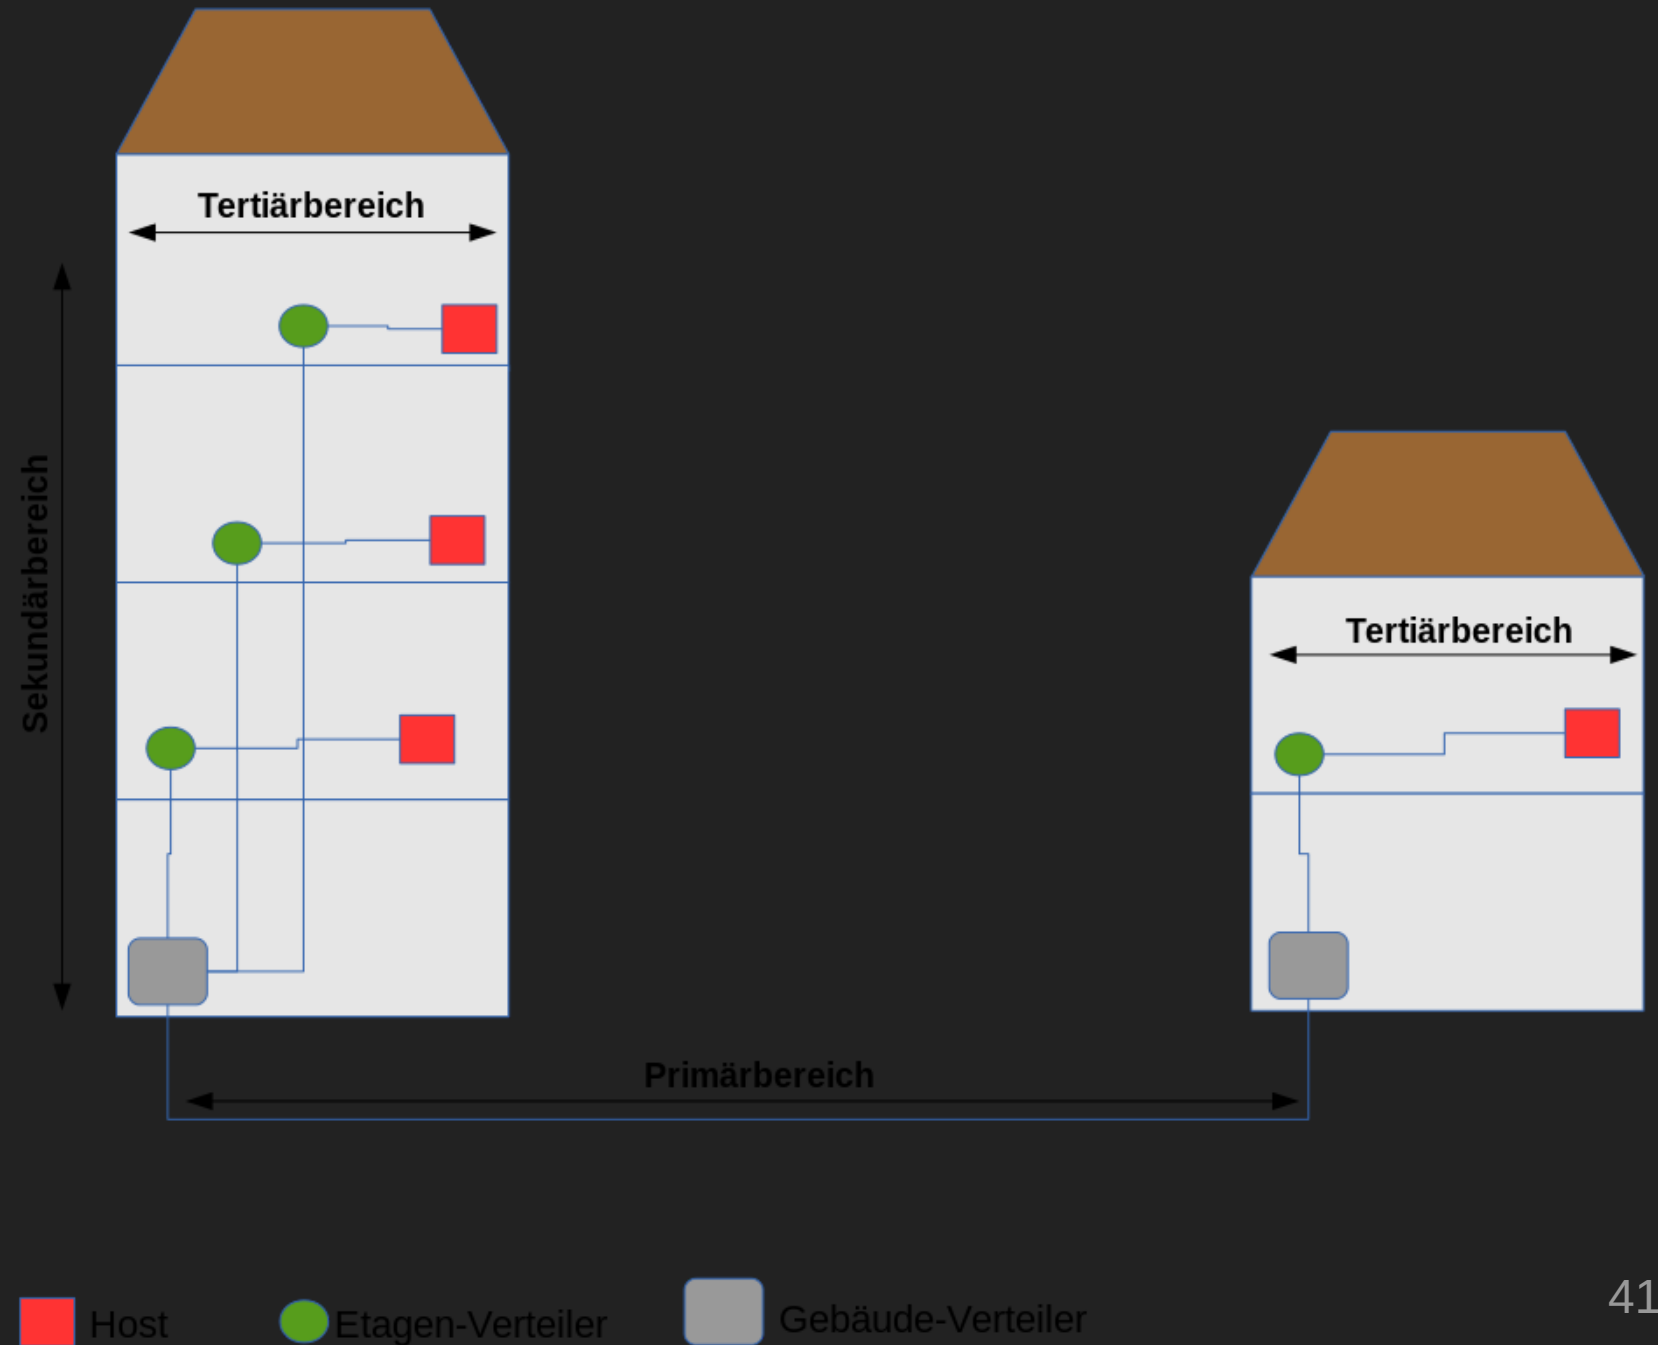 Tertiärbereich
Sekundärbereich
Tertiärbereich
Primärbereich
Host
Etagen-Verteiler
Gebäude-Verteiler
41